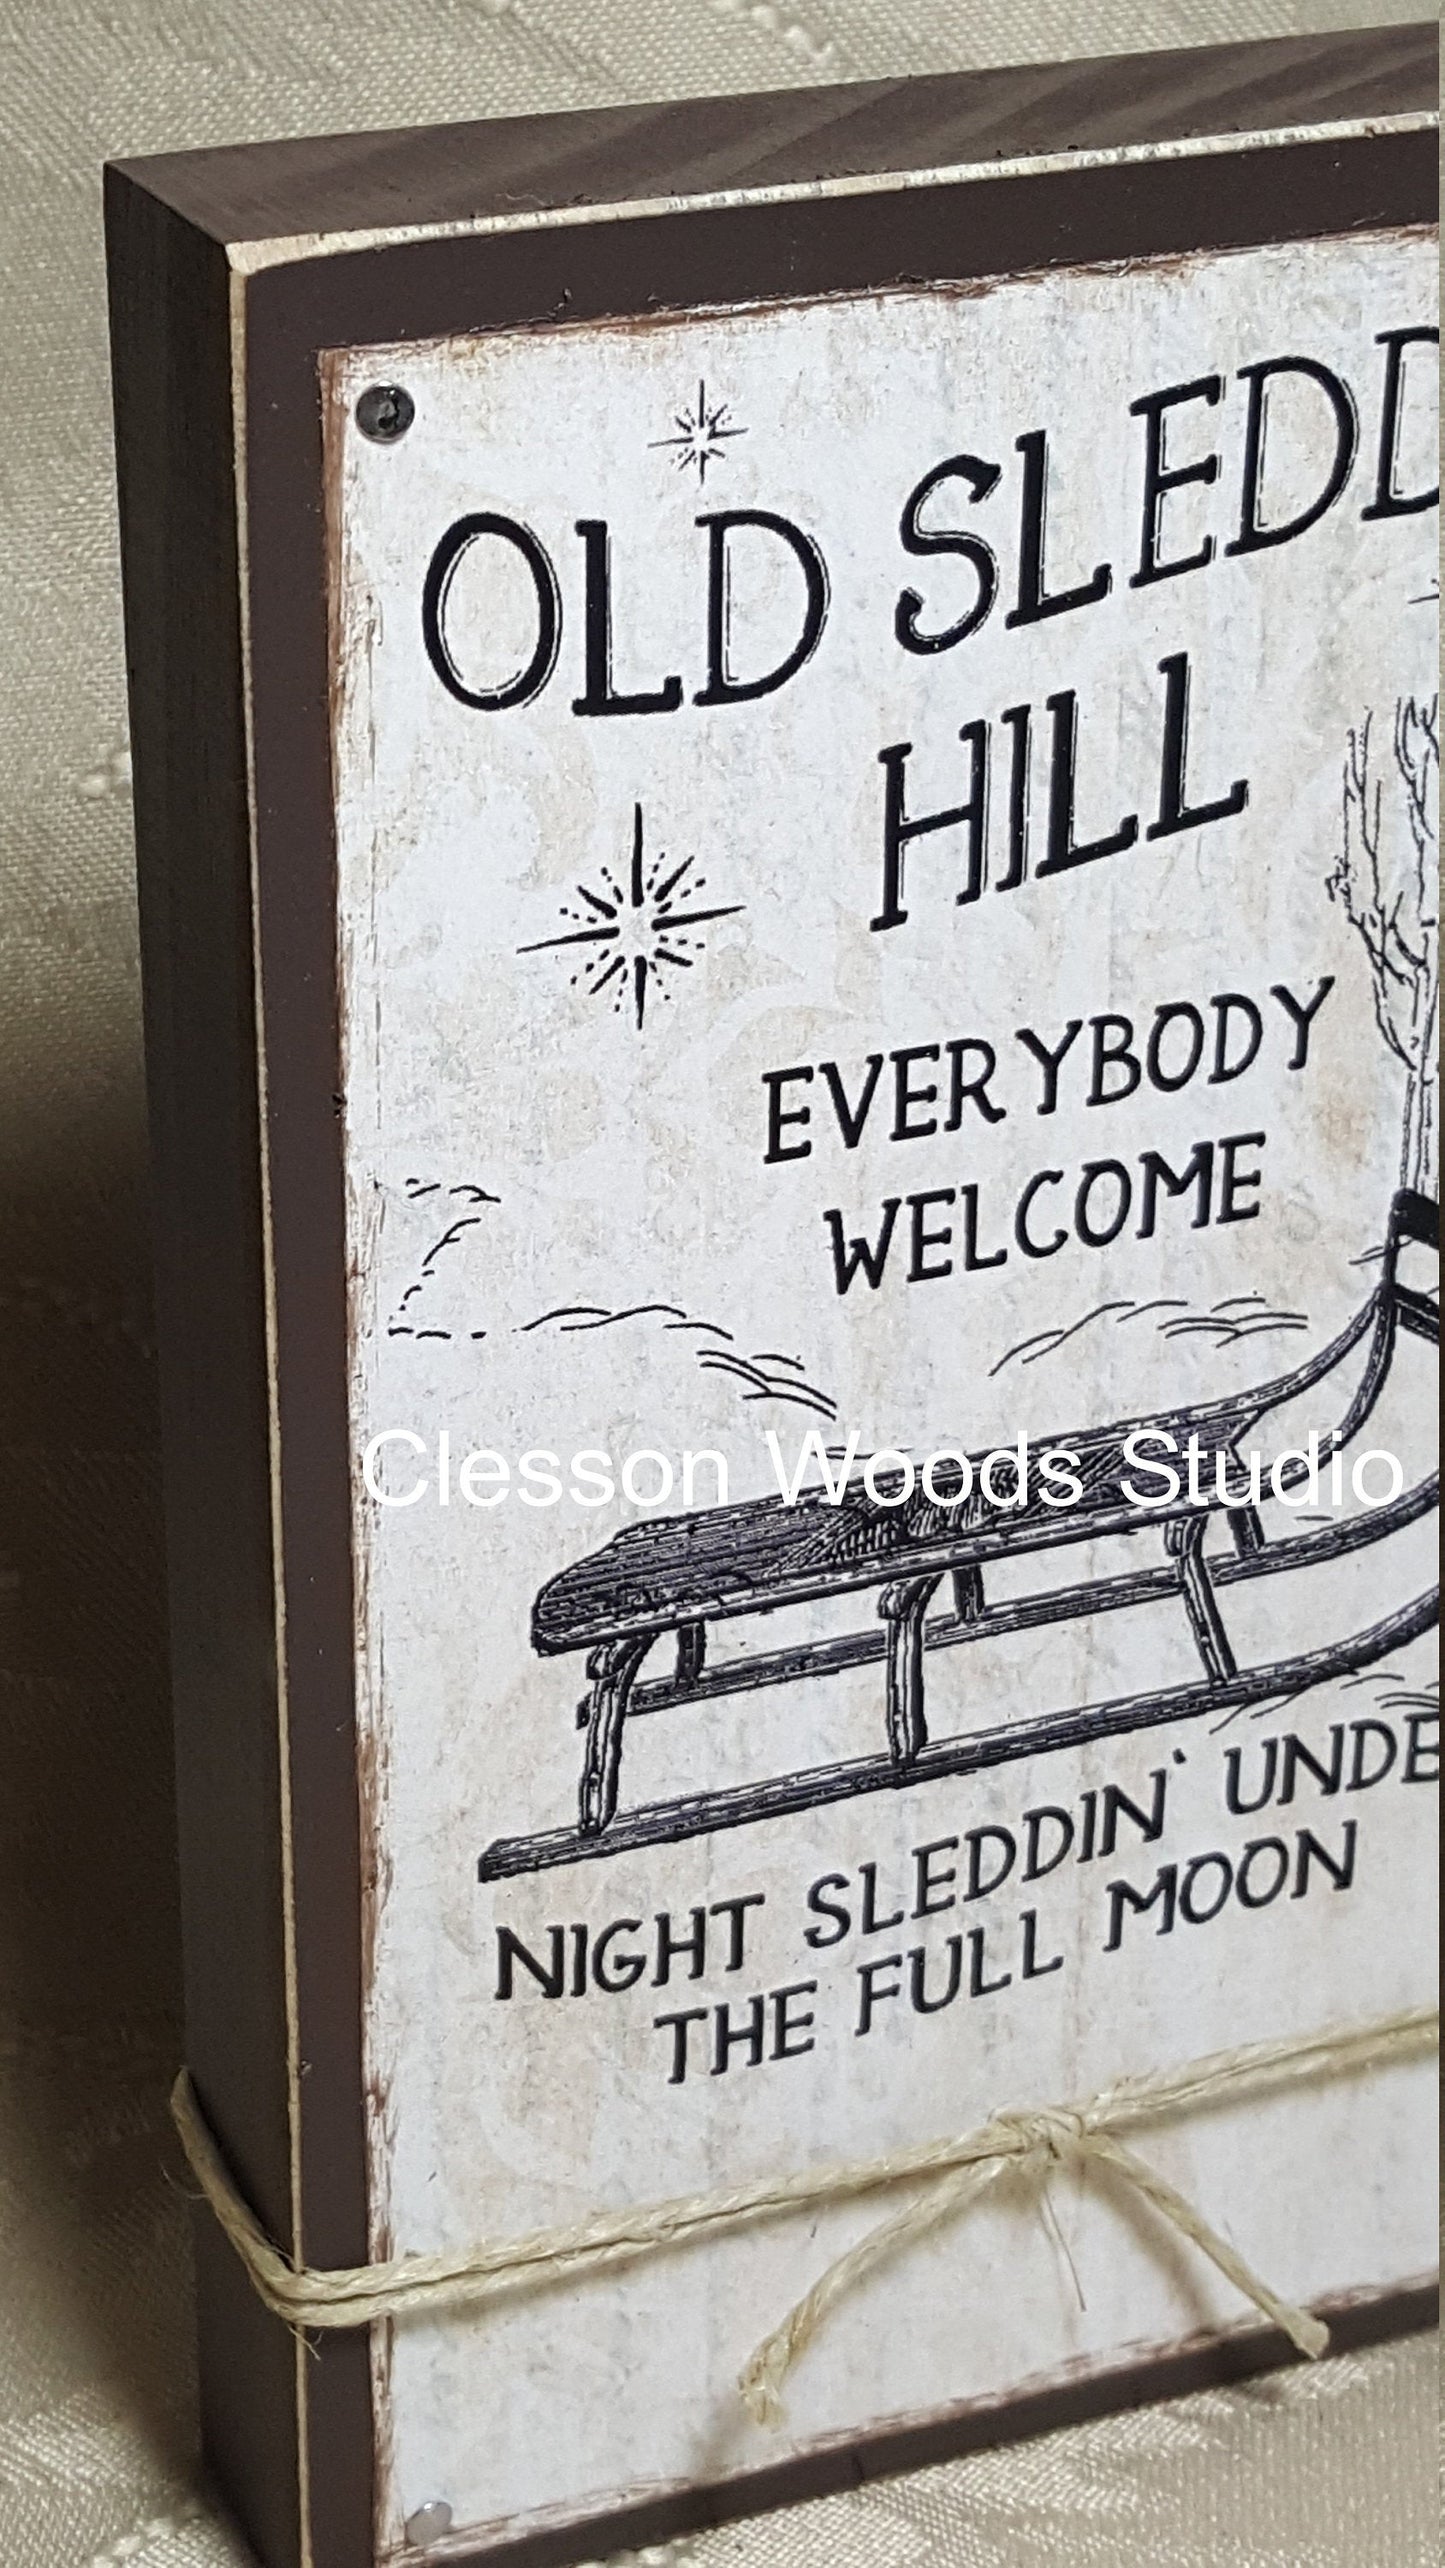 OLD SLEDD
HILL
EVERYBODY
WELCOME
Clesson Woods Studio
NIGHT SLEDDIN' UNDE
THE FULL MOON